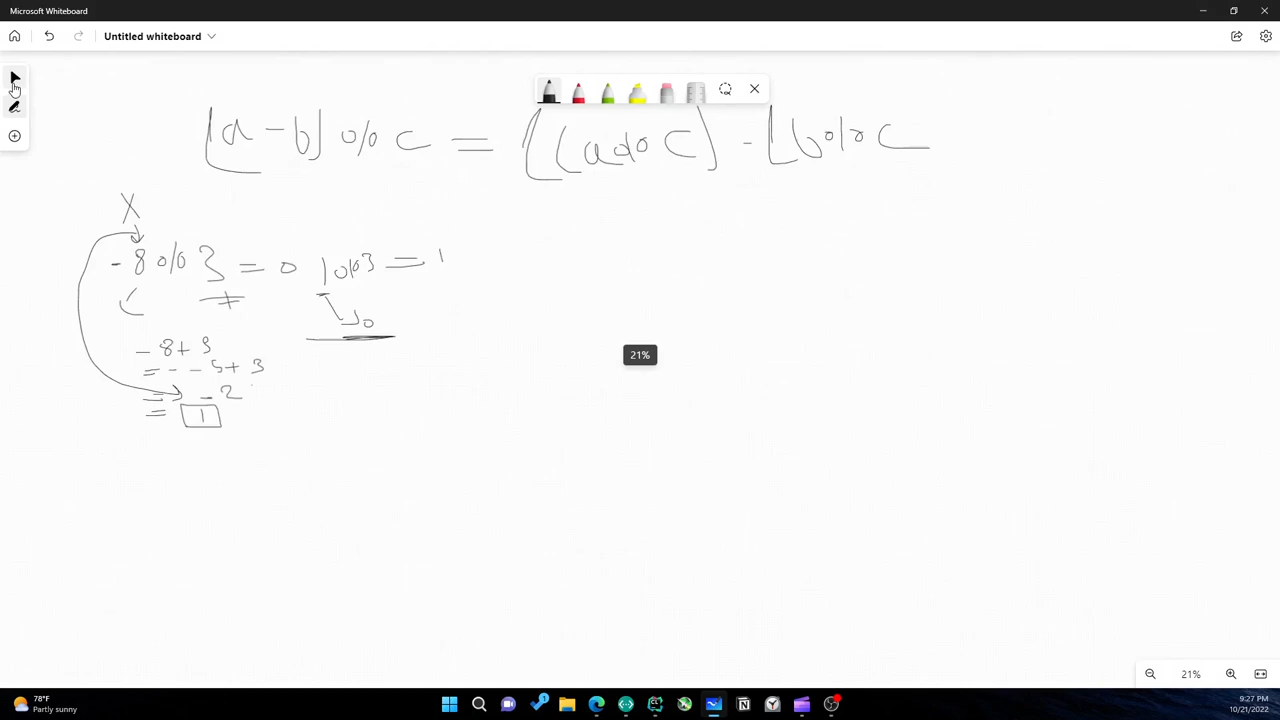 Microsoft Whiteboard
Untitled whiteboard
[a - b] % c = [(a % c) - [b % c
X
- 8 % 3 = 0 1 % 3 = 1
- 8 + 3
= - - 5 + 3
= - 2
= 1
21%
21%
78°F
Partly sunny
1
9:27 PM
10/21/2022